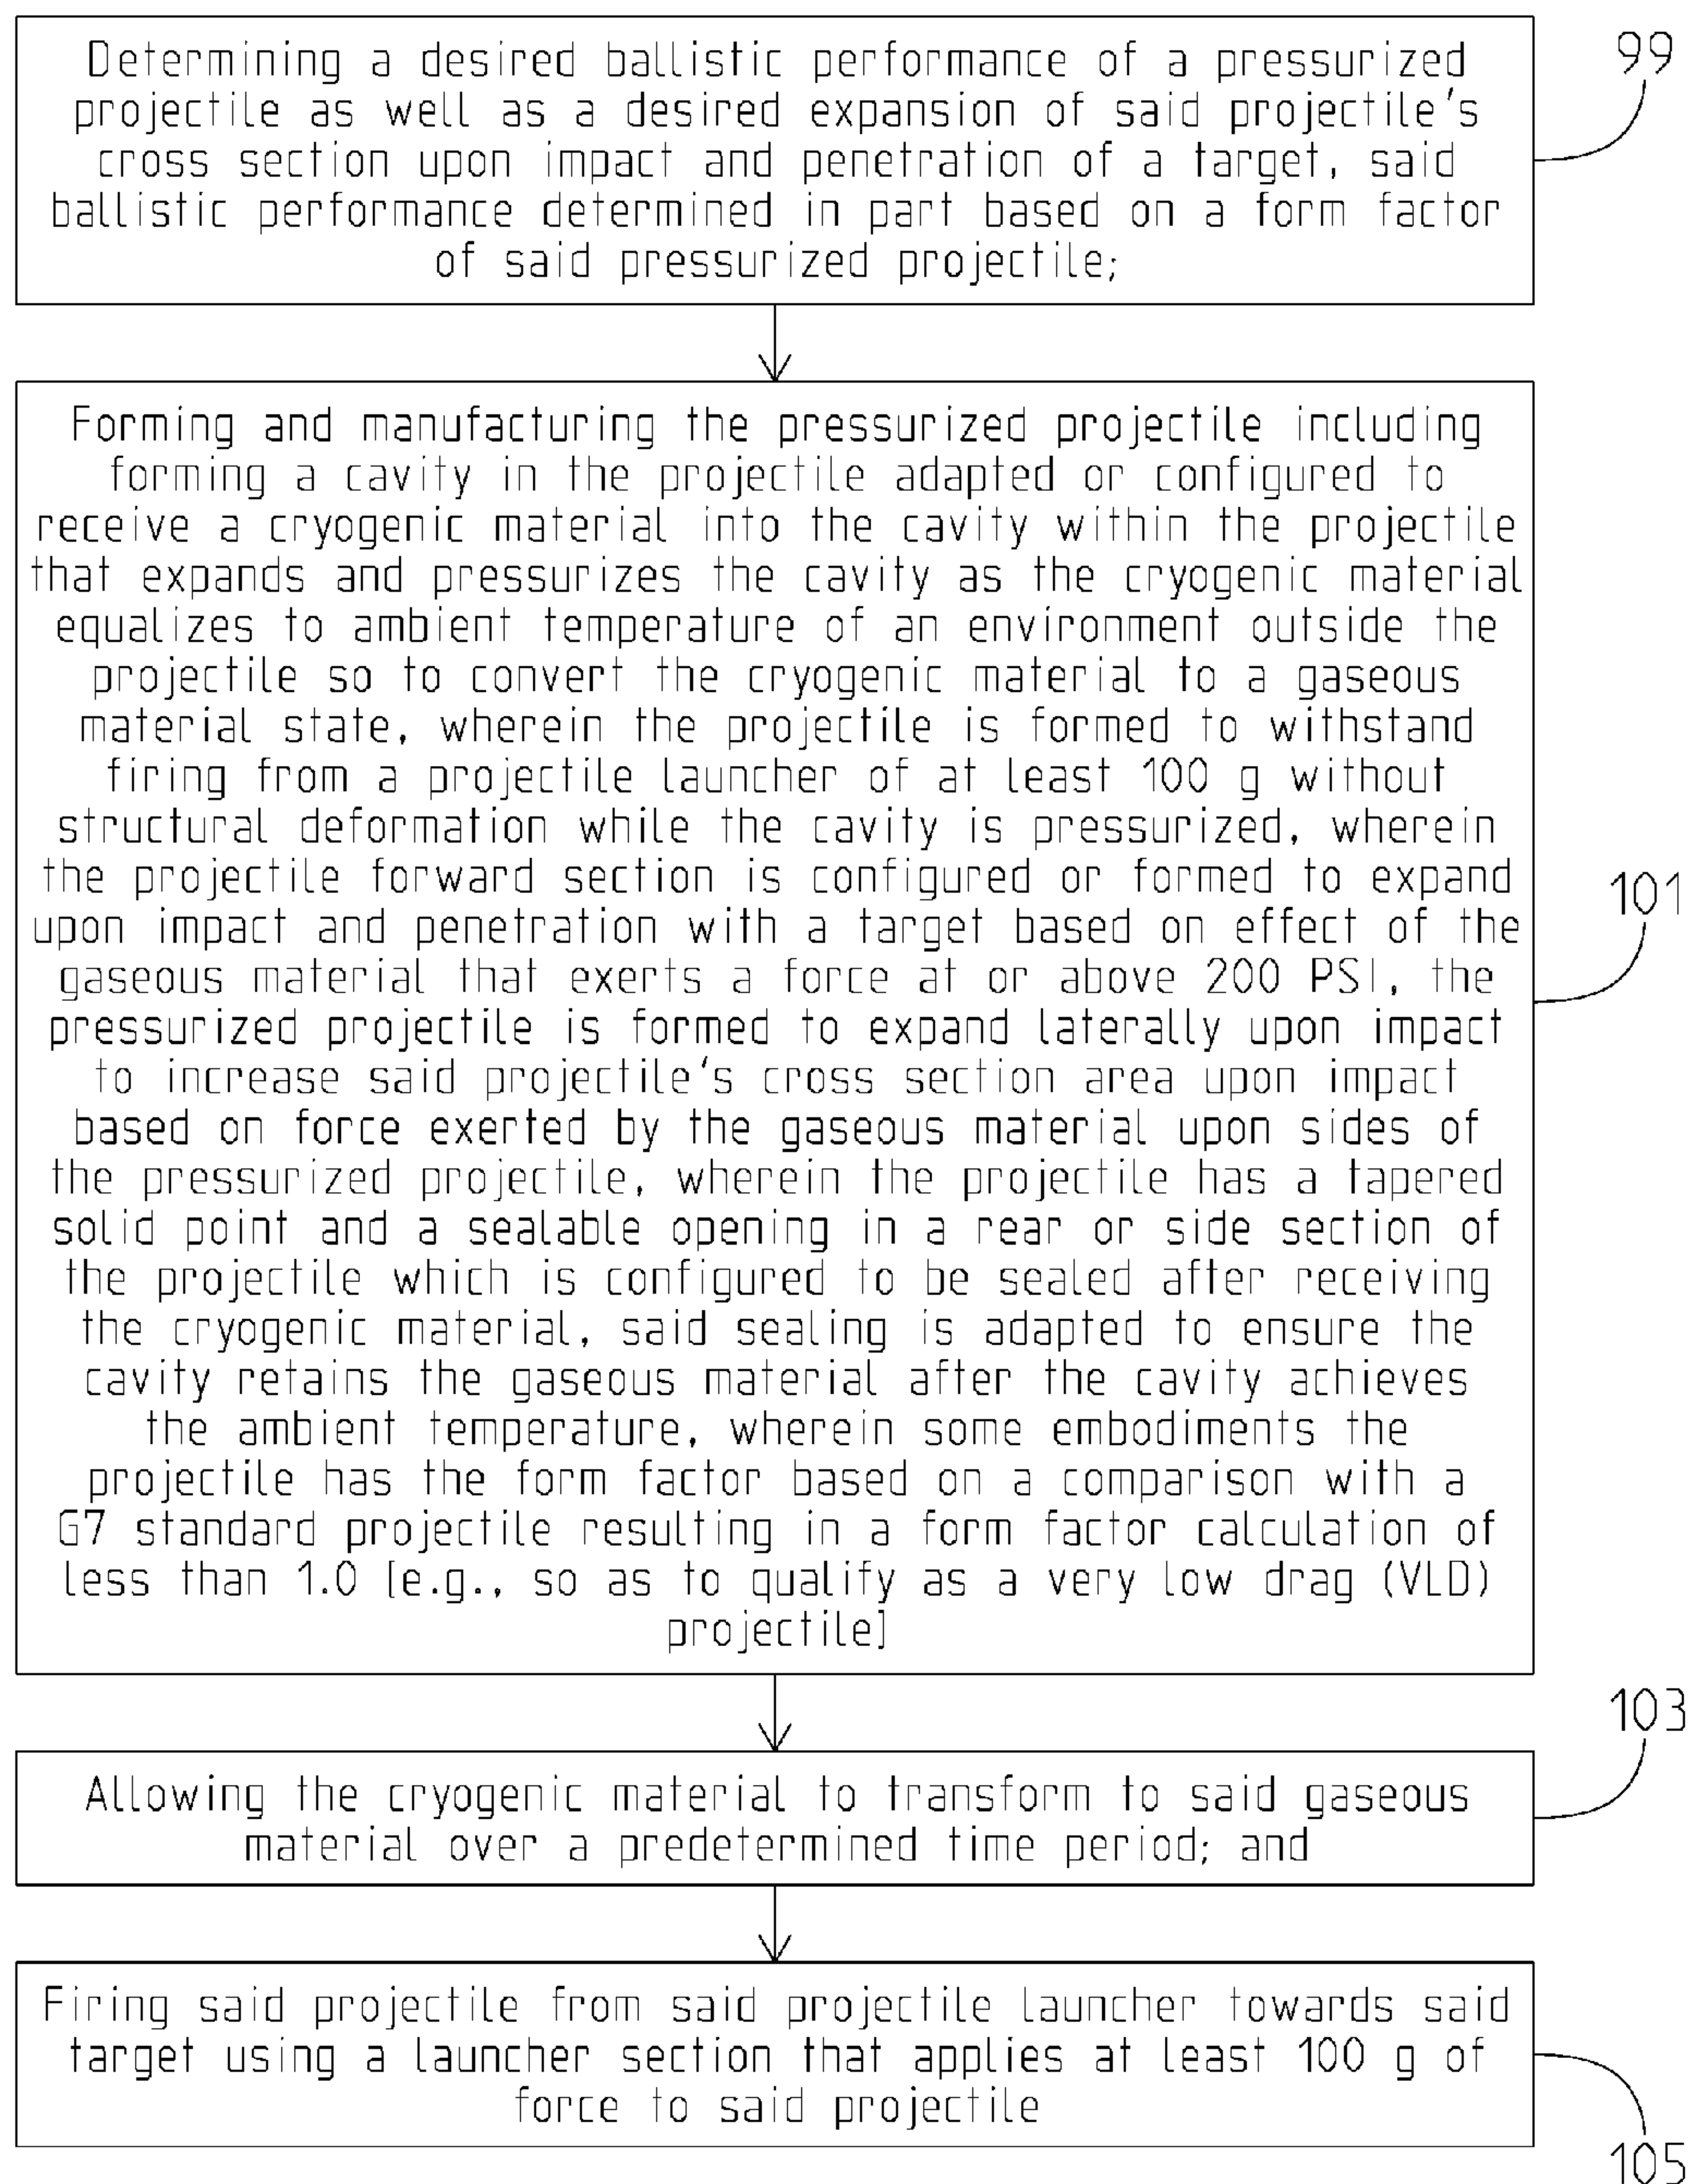 Determining a desired ballistic performance of a pressurized
projectile as well as a desired expansion of said projectile's
cross section upon impact and penetration of a target, said
ballistic performance determined in part based on a form factor
of said pressurized projectile;
99
Forming and manufacturing the pressurized projectile including
forming a cavity in the projectile adapted or configured to
receive a cryogenic material into the cavity within the projectile
that expands and pressurizes the cavity as the cryogenic material
equalizes to ambient temperature of an environment outside the
projectile so to convert the cryogenic material to a gaseous
material state, wherein the projectile is formed to withstand
firing from a projectile launcher of at least 100 g without
structural deformation while the cavity is pressurized, wherein
the projectile forward section is configured or formed to expand
upon impact and penetration with a target based on effect of the
gaseous material that exerts a force at or above 200 PSI, the
pressurized projectile is formed to expand laterally upon impact
to increase said projectile's cross section area upon impact
based on force exerted by the gaseous material upon sides of
the pressurized projectile, wherein the projectile has a tapered
solid point and a sealable opening in a rear or side section of
the projectile which is configured to be sealed after receiving
the cryogenic material, said sealing is adapted to ensure the
cavity retains the gaseous material after the cavity achieves
the ambient temperature, wherein some embodiments the
projectile has the form factor based on a comparison with a
G7 standard projectile resulting in a form factor calculation of
less than 1.0 [e.g., so as to qualify as a very low drag (VLD)
projectile]
101
Allowing the cryogenic material to transform to said gaseous
material over a predetermined time period; and
103
Firing said projectile from said projectile launcher towards said
target using a launcher section that applies at least 100 g of
force to said projectile
105